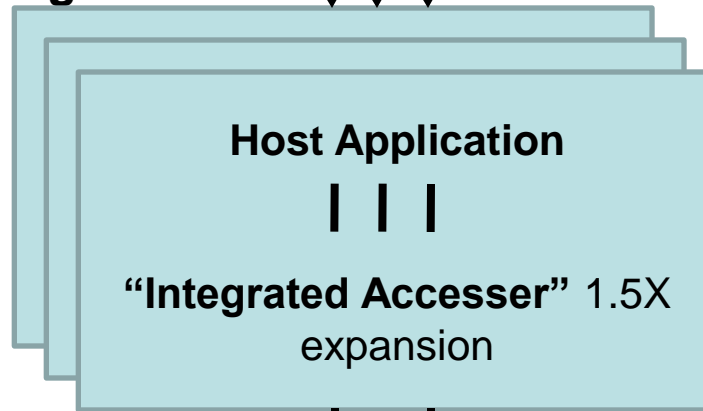 Host Application
“Integrated Accesser” 1.5X
expansion